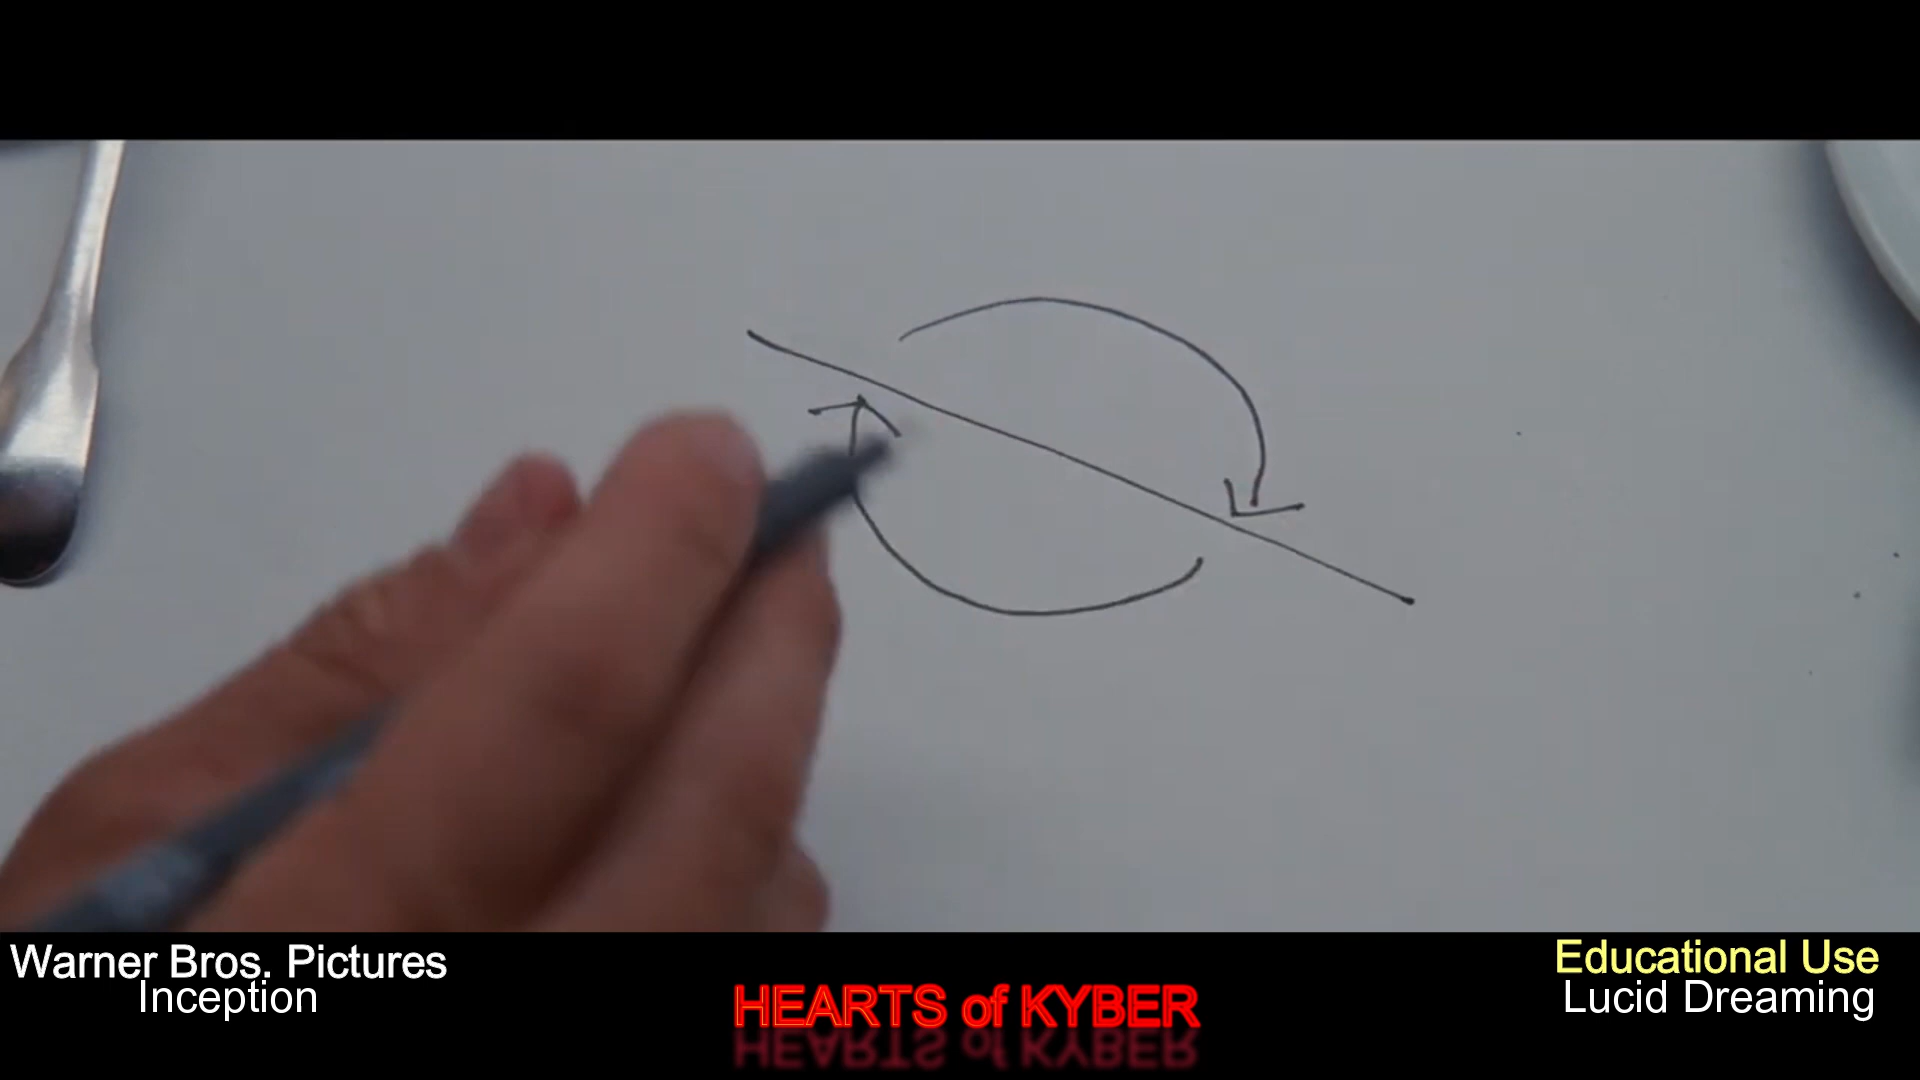 Warner Bros. Pictures
Inception
HEARTS of KYBER
Educational Use
Lucid Dreaming